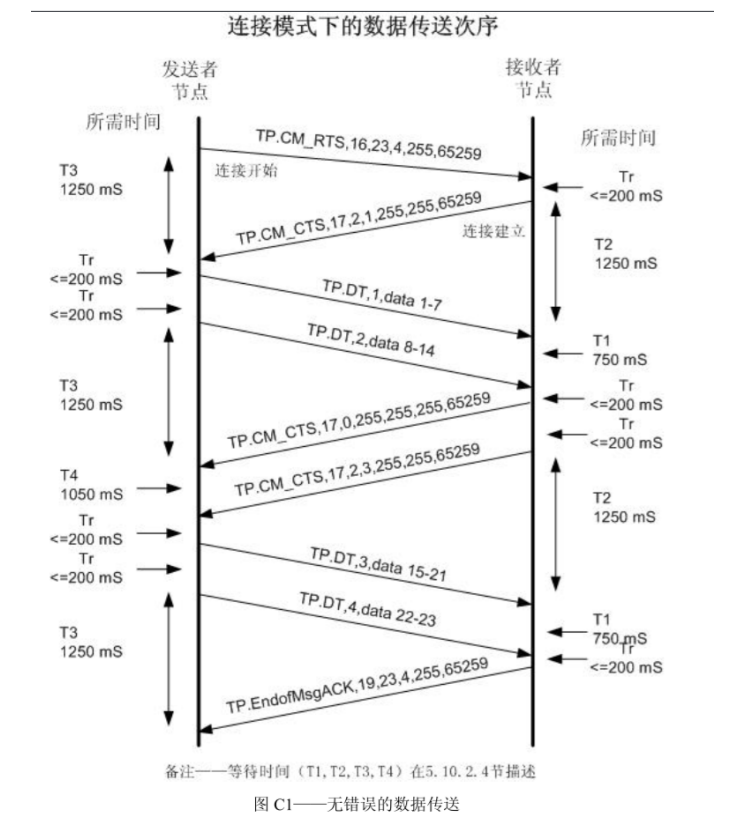 连接模式下的数据传送次序
发送者
节点
接收者
节点
所需时间
所需时间
TP.CM_RTS,16,23,4,255,65259
连接开始
T3
1250 mS
Tr
<=200 mS
TP.CM_CTS,17,2,1,255,255,65259
连接建立
T2
1250 mS
Tr
<=200 mS
Tr
<=200 mS
TP.DT,1,data 1-7
TP.DT,2,data 8-14
T1
750 mS
T3
1250 mS
Tr
<=200 mS
Tr
<=200 mS
TP.CM_CTS,17,0,255,255,255,65259
TP.CM_CTS,17,2,3,255,255,65259
T4
1050 mS
T2
1250 mS
Tr
<=200 mS
Tr
<=200 mS
TP.DT,3,data 15-21
TP.DT,4,data 22-23
T1
750 mS
Tr
<=200 mS
T3
1250 mS
TP.EndofMsgACK,19,23,4,255,65259
备注——等待时间（T1,T2,T3,T4）在5.10.2.4节描述
图 C1——无错误的数据传送